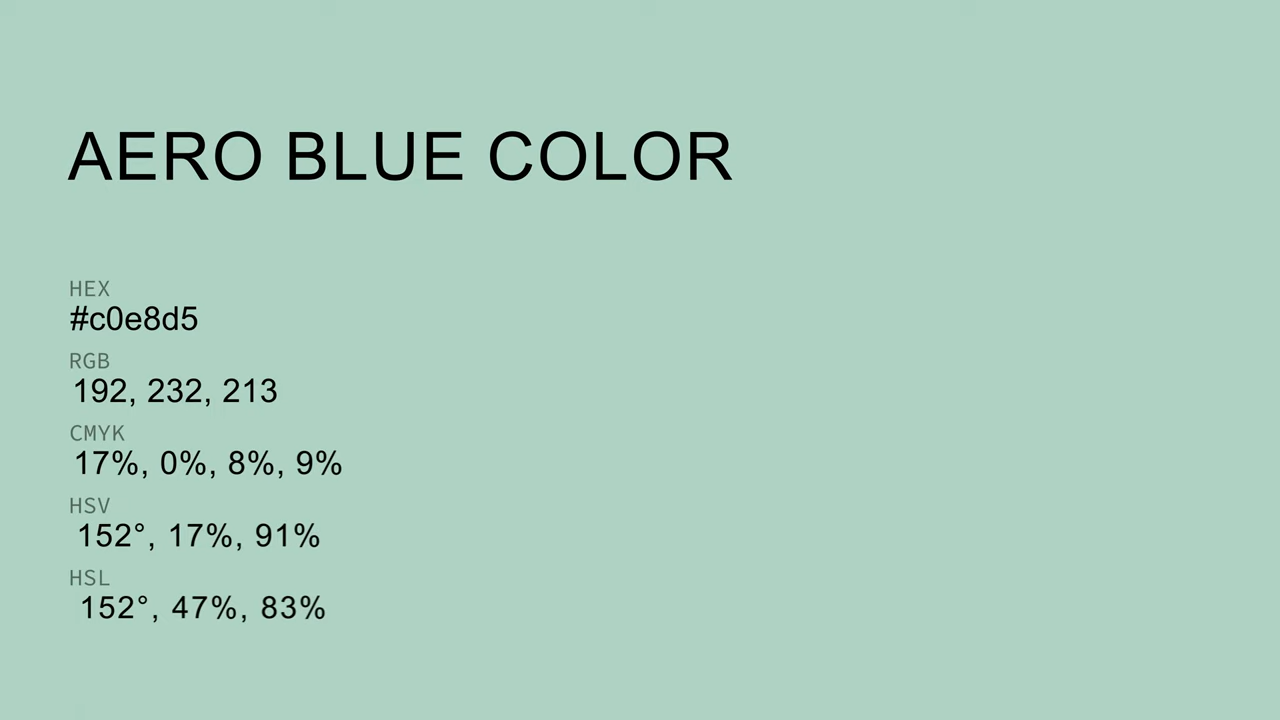 AERO BLUE COLOR
HEX
#c0e8d5
RGB
192, 232, 213
CMYK
17%, 0%, 8%, 9%
HSV
152°, 17%, 91%
HSL
152°, 47%, 83%